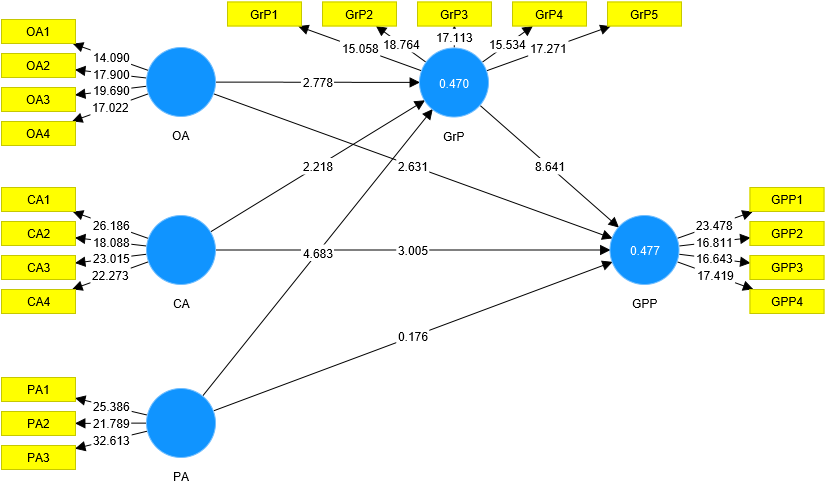 GrP1 GrP2 GrP3 GrP4 GrP5
OA1
OA2
OA3
OA4
14.090
17.900
19.690
17.022
OA
15.058
18.764
17.113
15.534
17.271
0.470
GrP
2.778
2.218
2.631
8.641
CA1
CA2
CA3
CA4
26.186
18.088
23.015
22.273
CA
4.683
3.005
0.176
0.477
GPP
23.478
16.811
16.643
17.419
GPP1
GPP2
GPP3
GPP4
PA1
PA2
PA3
25.386
21.789
32.613
PA